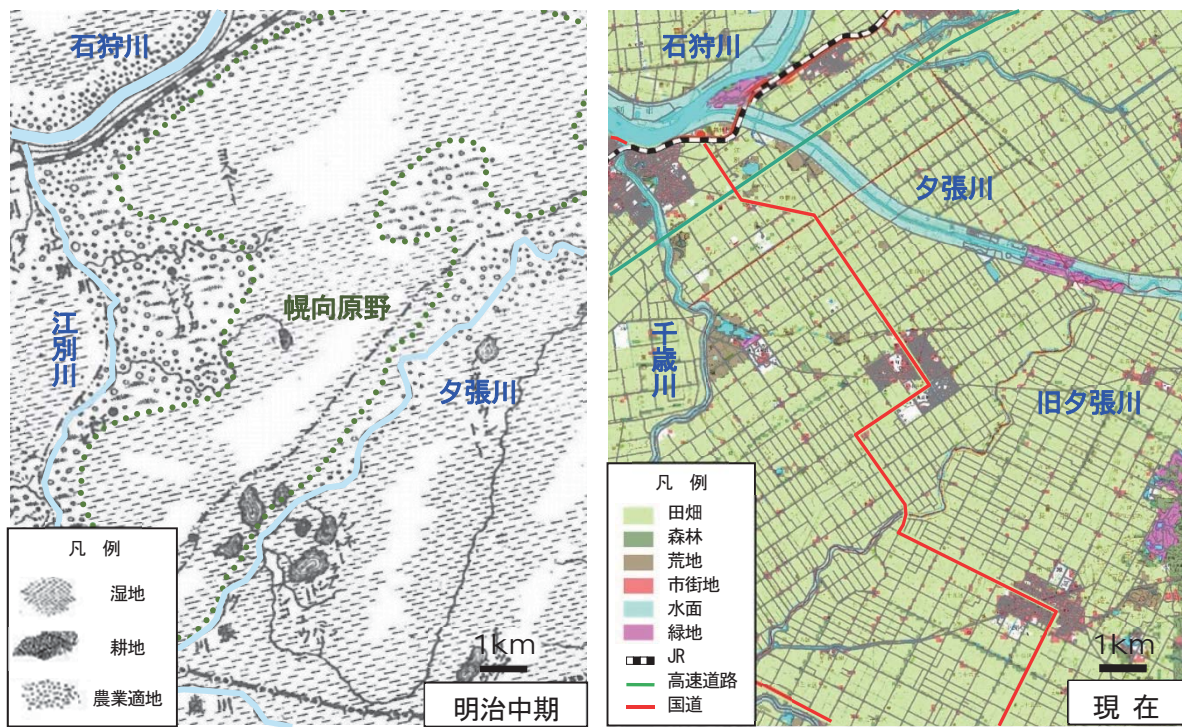 石狩川
江別川
幌向原野
夕張川
凡 例
湿地
耕地
農業適地
1km
明治中期
石狩川
夕張川
千歳川
旧夕張川
凡 例
田畑
森林
荒地
市街地
水面
緑地
JR
高速道路
国道
1km
現 在